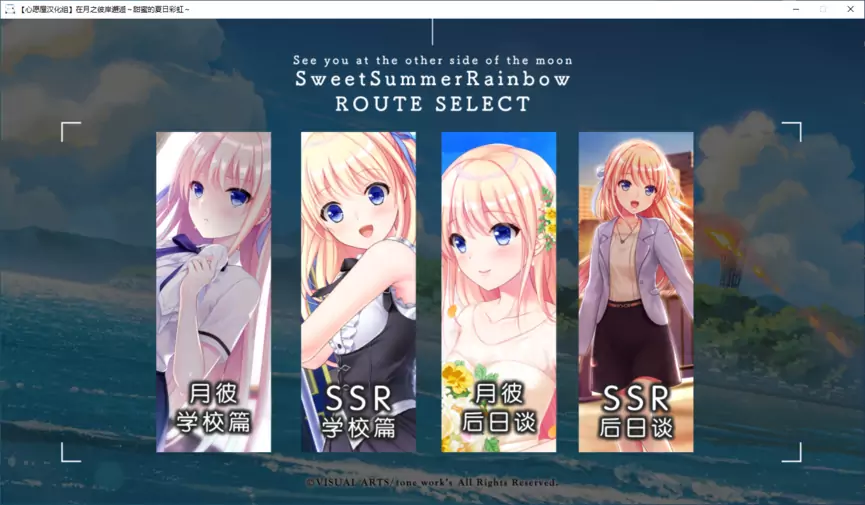 【心愿屋汉化组】在月之彼岸邂逅~甜蜜的夏日彩虹~
See you at the other side of the moon
SweetSummerRainbow
ROUTE SELECT
月彼
学校篇
SSR
学校篇
月彼
后日谈
SSR
后日谈
©VISUAL ARTS/tone work's All Rights Reserved.